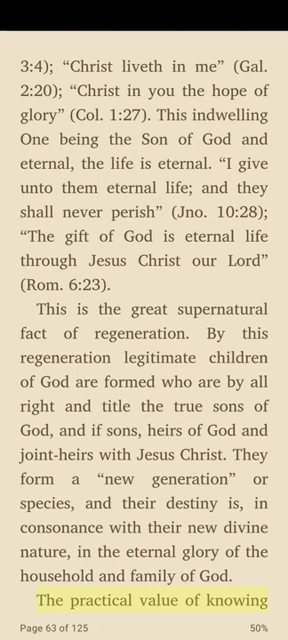 3:4); “Christ liveth in me” (Gal.
2:20); “Christ in you the hope of
glory” (Col. 1:27). This indwelling
One being the Son of God and
eternal, the life is eternal. “I give
unto them eternal life; and they
shall never perish” (Jno. 10:28);
“The gift of God is eternal life
through Jesus Christ our Lord”
(Rom. 6:23).
This is the great supernatural
fact of regeneration. By this
regeneration legitimate children
of God are formed who are by all
right and title the true sons of
God, and if sons, heirs of God and
joint-heirs with Jesus Christ. They
form a “new generation” or
species, and their destiny is, in
consonance with their new divine
nature, in the eternal glory of the
household and family of God.
The practical value of knowing
Page 63 of 125 50%